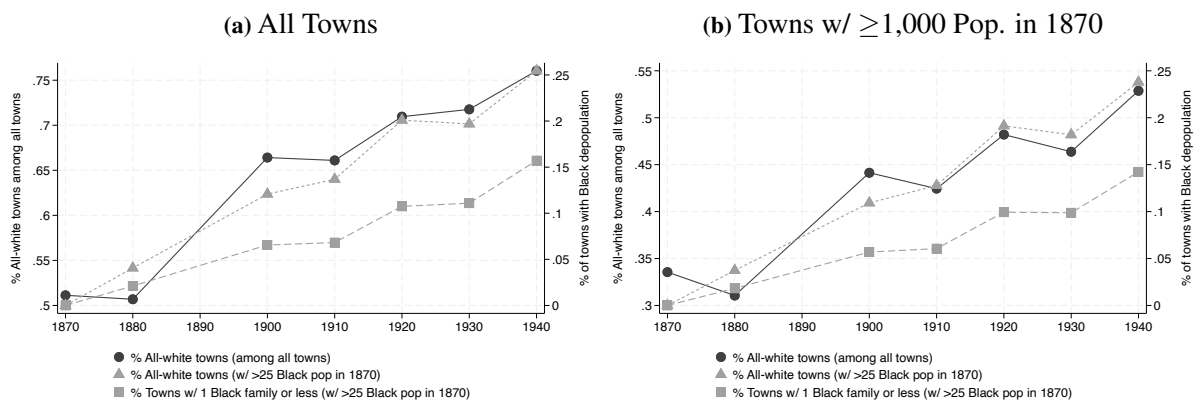 (a) All Towns
% All-white towns among all towns
.75
.7
.65
.6
.55
.5
.25
.2
.15
.1
.05
0
% of towns with Black depopulation
1870 1880 1890 1900 1910 1920 1930 1940
% All-white towns (among all towns)
% All-white towns (w/ >25 Black pop in 1870)
% Towns w/ 1 Black family or less (w/ >25 Black pop in 1870)
(b) Towns w/ ≥1,000 Pop. in 1870
% All-white towns among all towns
.55
.5
.45
.4
.35
.3
.25
.2
.15
.1
.05
0
% of towns with Black depopulation
1870 1880 1890 1900 1910 1920 1930 1940
% All-white towns (among all towns)
% All-white towns (w/ >25 Black pop in 1870)
% Towns w/ 1 Black family or less (w/ >25 Black pop in 1870)